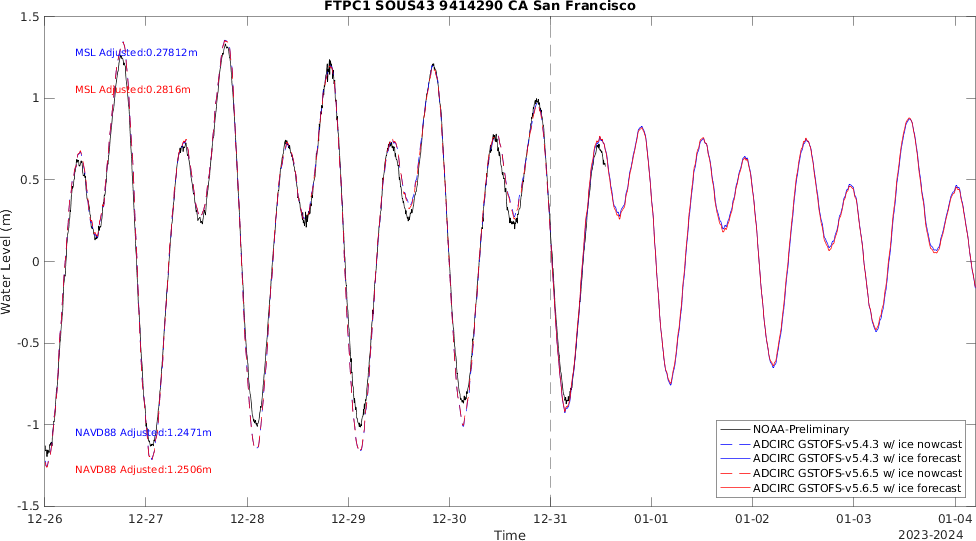 FTPC1 SOUS43 9414290 CA San Francisco
1.5
1
0.5
0
-0.5
-1
-1.5
Water Level (m)
MSL Adjusted:0.27812m
MSL Adjusted:0.2816m
NAVD88 Adjusted:1.2471m
NAVD88 Adjusted:1.2506m
NOAA-Preliminary
ADCIRC GSTOFS-v5.4.3 w/ ice nowcast
ADCIRC GSTOFS-v5.4.3 w/ ice forecast
ADCIRC GSTOFS-v5.6.5 w/ ice nowcast
ADCIRC GSTOFS-v5.6.5 w/ ice forecast
12-26 12-27 12-28 12-29 12-30 12-31 01-01 01-02 01-03 01-04
Time
2023-2024